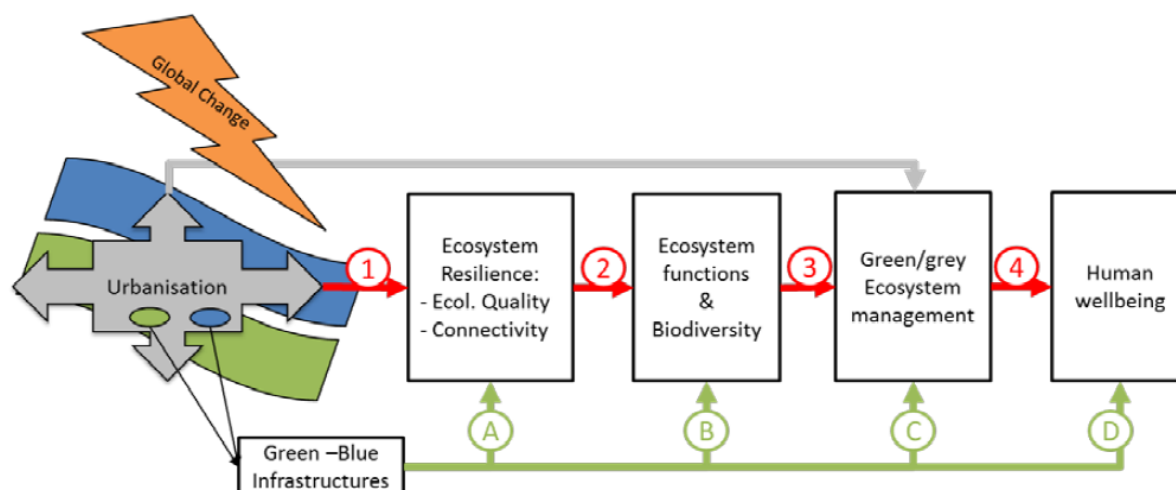 Global Change
Urbanisation
1
Ecosystem
Resilience:
- Ecol. Quality
- Connectivity
2
Ecosystem
functions
&
Biodiversity
3
Green/grey
Ecosystem
management
4
Human
wellbeing
A
B
C
D
Green –Blue
Infrastructures